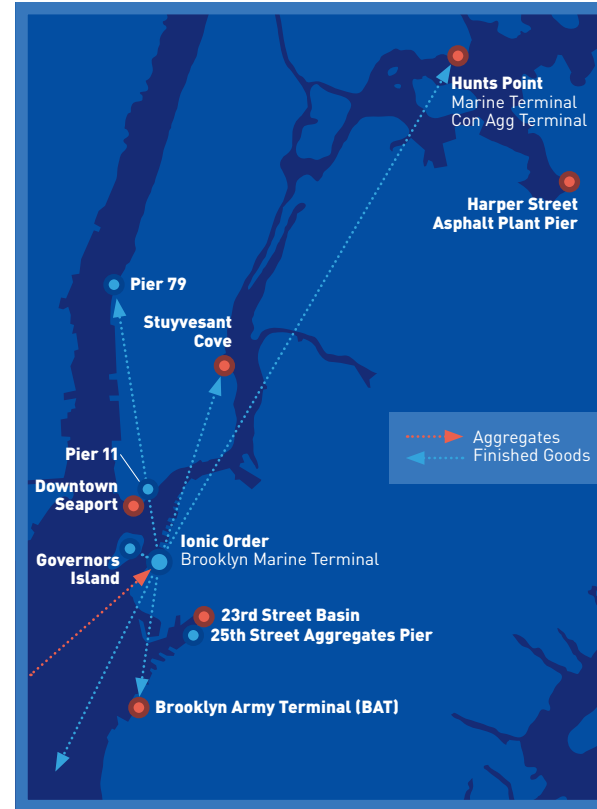 Hunts Point
Marine Terminal
Con Agg Terminal
Harper Street
Asphalt Plant Pier
Pier 79
Stuyvesant
Cove
Aggregates
Finished Goods
Pier 11
Downtown
Seaport
Ionic Order
Brooklyn Marine Terminal
Governors
Island
23rd Street Basin
25th Street Aggregates Pier
Brooklyn Army Terminal (BAT)